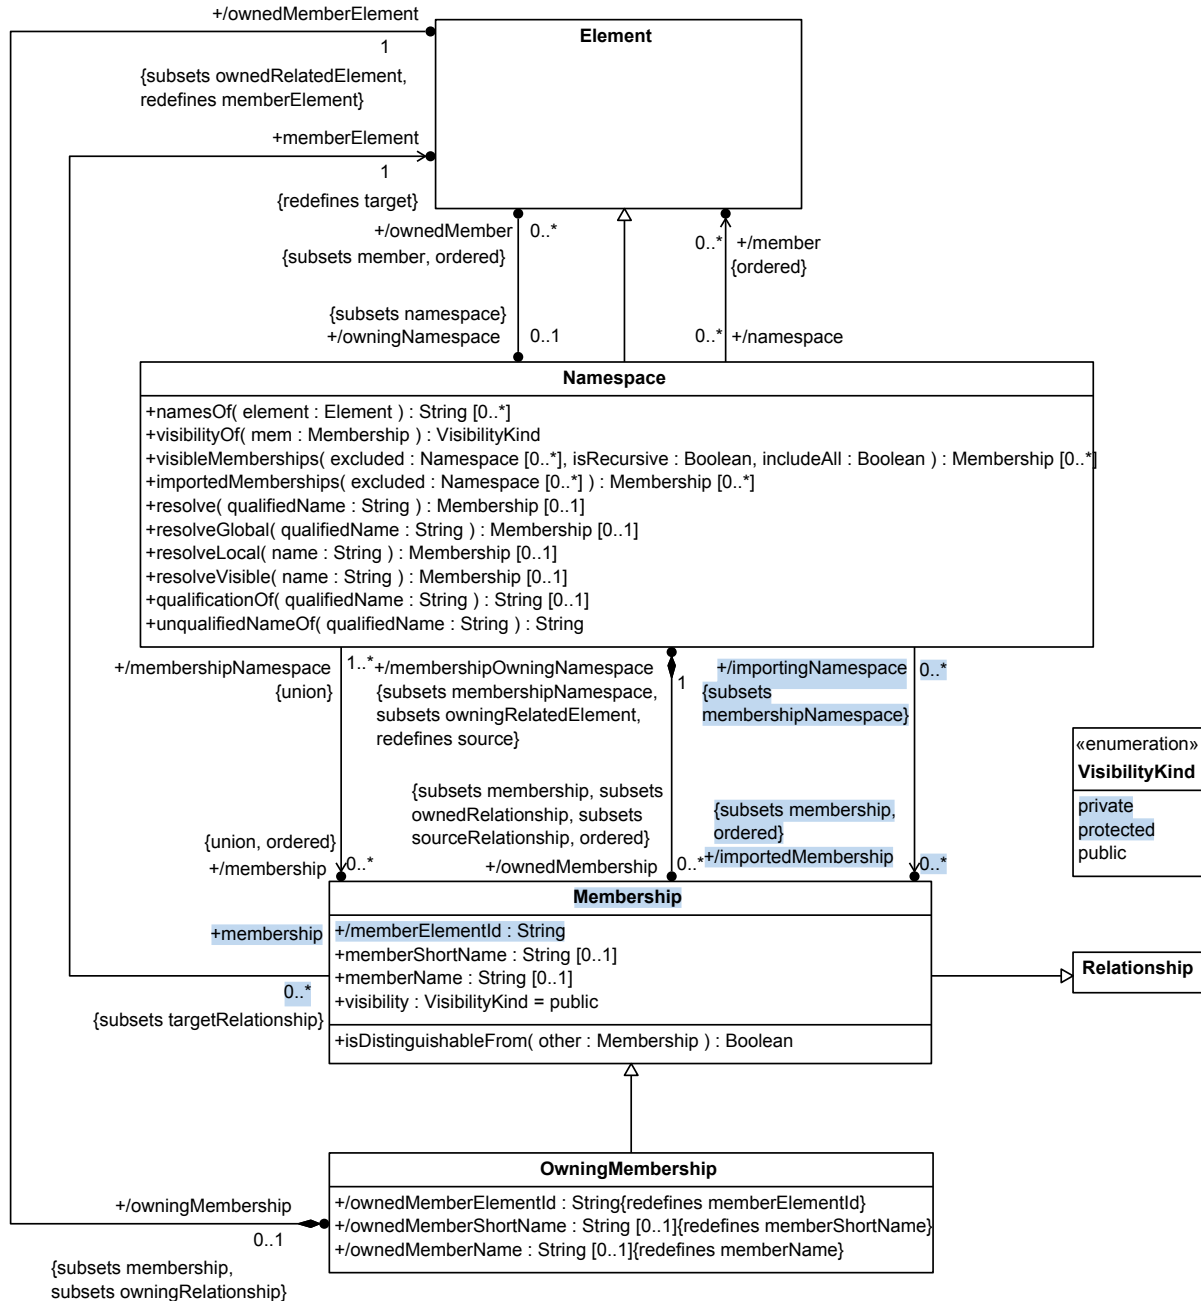 +/ownedMemberElement
1
{subsets ownedRelatedElement,
redefines memberElement}
Element
+memberElement
1
{redefines target}
+/ownedMember
0..*
{subsets member, ordered}
0..*
+/member
{ordered}
{subsets namespace}
+/owningNamespace
0..1
0..*
+/namespace
Namespace
+namesOf( element : Element ) : String [0..*]
+visibilityOf( mem : Membership ) : VisibilityKind
+visibleMemberships( excluded : Namespace [0..*], isRecursive : Boolean, includeAll : Boolean ) : Membership [0..*]
+importedMemberships( excluded : Namespace [0..*] ) : Membership [0..*]
+resolve( qualifiedName : String ) : Membership [0..1]
+resolveGlobal( qualifiedName : String ) : Membership [0..1]
+resolveLocal( name : String ) : Membership [0..1]
+resolveVisible( name : String ) : Membership [0..1]
+qualificationOf( qualifiedName : String ) : String [0..1]
+unqualifiedNameOf( qualifiedName : String ) : String
+/membershipNamespace
{union}
1..*
+/membershipOwningNamespace
{subsets membershipNamespace,
subsets owningRelatedElement,
redefines source}
1
+/importingNamespace
{subsets
membershipNamespace}
0..*
«enumeration»
VisibilityKind
private
protected
public
{union, ordered}
+/membership
0..*
{subsets membership, subsets
ownedRelationship, subsets
sourceRelationship, ordered}
+/ownedMembership
0..*
{subsets membership,
ordered}
+/importedMembership
0..*
Membership
+membership
0..*
{subsets targetRelationship}
+/memberElementId : String
+memberShortName : String [0..1]
+memberName : String [0..1]
+visibility : VisibilityKind = public
+isDistinguishableFrom( other : Membership ) : Boolean
Relationship
OwningMembership
+/ownedMemberElementId : String{redefines memberElementId}
+/ownedMemberShortName : String [0..1]{redefines memberShortName}
+/ownedMemberName : String [0..1]{redefines memberName}
+/owningMembership
0..1
{subsets membership,
subsets owningRelationship}